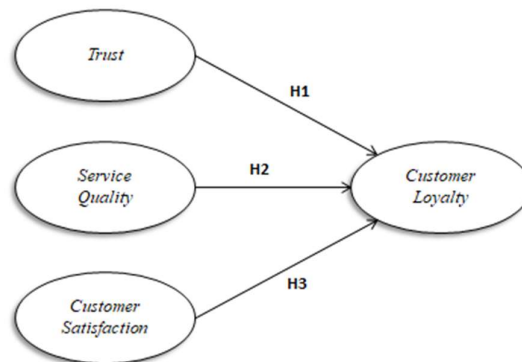 Trust
H1
Service
Quality
H2
Customer
Loyalty
H3
Customer
Satisfaction